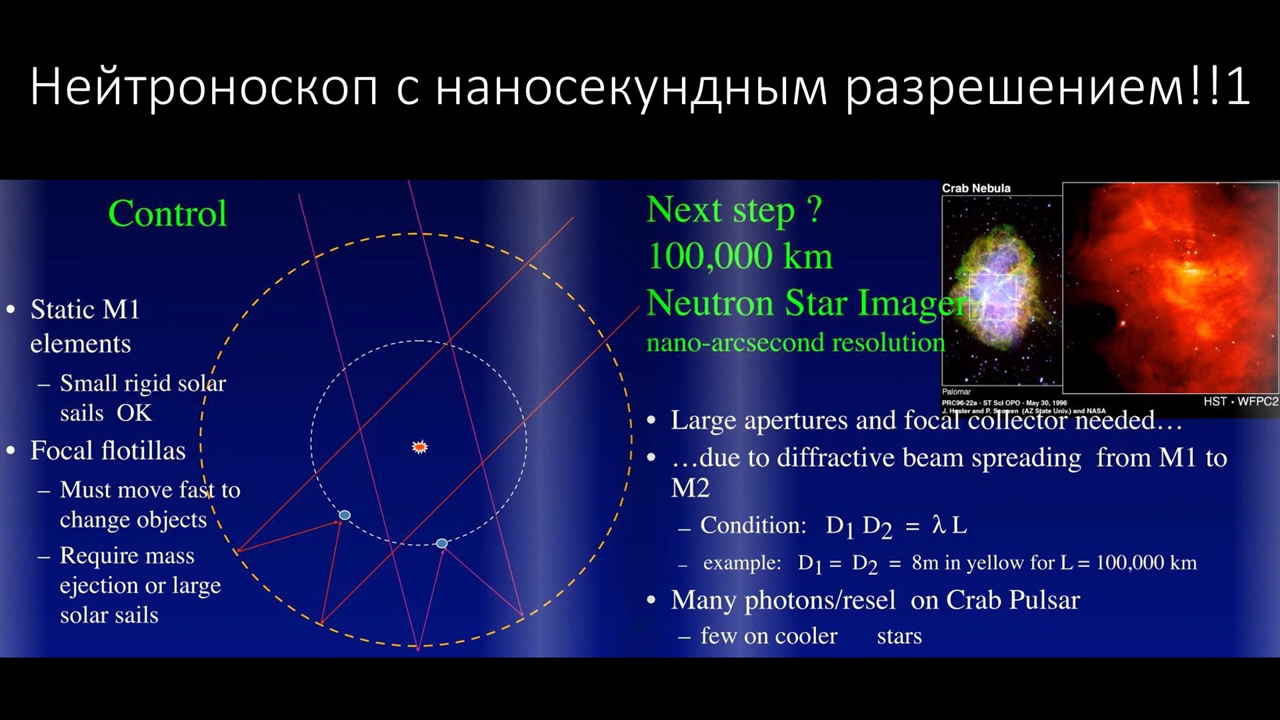 Нейтроноскоп с наносекундным разрешением!!1
Control
• Static M1
elements
– Small rigid solar
sails OK
• Focal flotillas
– Must move fast to
change objects
– Require mass
ejection or large
solar sails
Next step ?
100,000 km
Neutron Star Imager
nano-arcsecond resolution
Crab Nebula
Palomar
PRC96-22a · ST ScI OPO · May 30, 1996
J. Hester and P. Scowen (AZ State Univ.) and NASA
HST · WFPC2
• Large apertures and focal collector needed…
• …due to diffractive beam spreading from M1 to
M2
– Condition: D1 D2 = λ L
– example: D1 = D2 = 8m in yellow for L = 100,000 km
• Many photons/resel on Crab Pulsar
– few on cooler stars